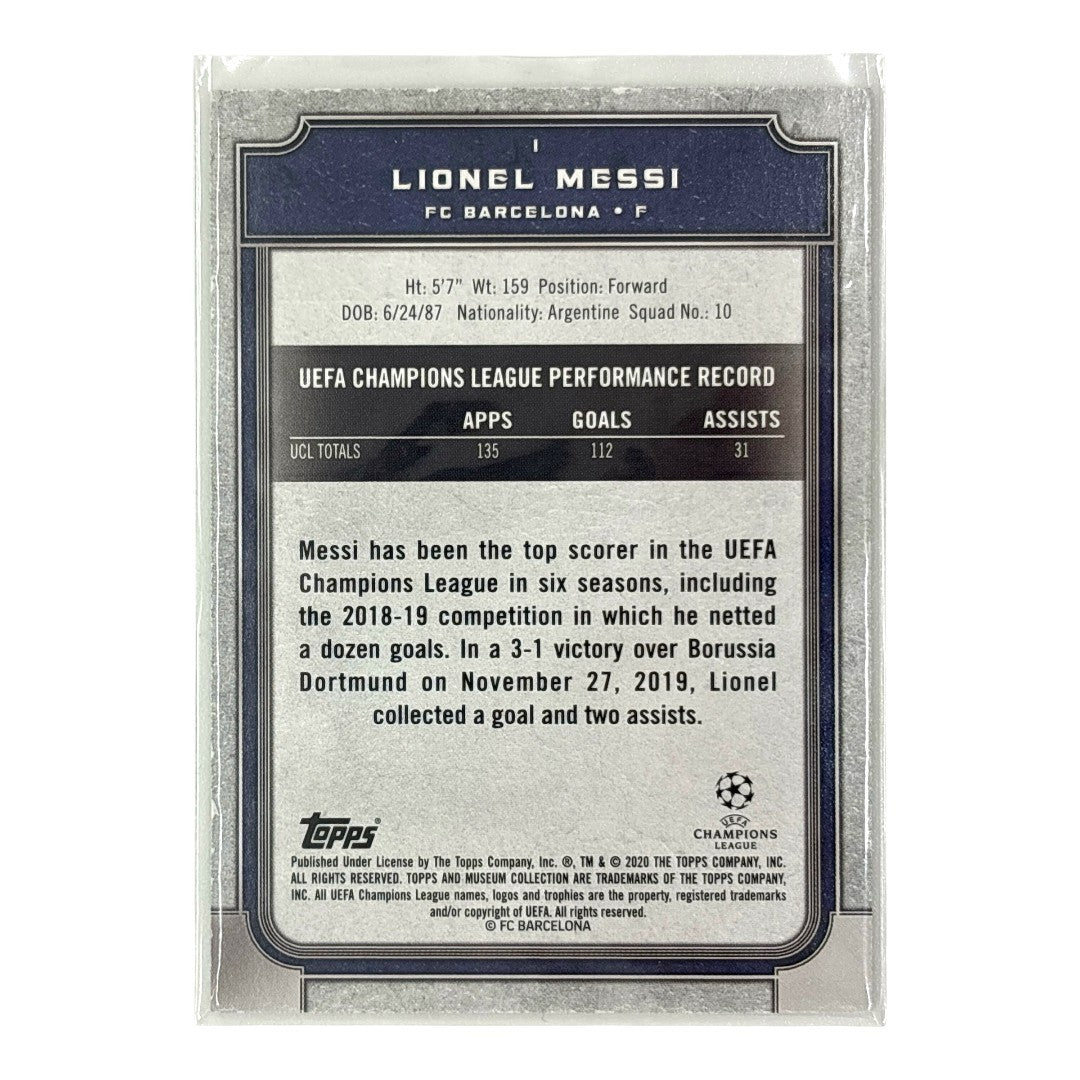 1
LIONEL MESSI
FC BARCELONA • F
Ht: 5'7" Wt: 159 Position: Forward
DOB: 6/24/87 Nationality: Argentine Squad No.: 10
UEFA CHAMPIONS LEAGUE PERFORMANCE RECORD
APPS GOALS ASSISTS
UCL TOTALS 135 112 31
Messi has been the top scorer in the UEFA
Champions League in six seasons, including
the 2018-19 competition in which he netted
a dozen goals. In a 3-1 victory over Borussia
Dortmund on November 27, 2019, Lionel
collected a goal and two assists.
Topps®
UEFA
CHAMPIONS
LEAGUE
Published Under License by The Topps Company, Inc. ®, TM & © 2020 THE TOPPS COMPANY, INC.
ALL RIGHTS RESERVED. TOPPS AND MUSEUM COLLECTION ARE TRADEMARKS OF THE TOPPS COMPANY,
INC. All UEFA Champions League names, logos and trophies are the property, registered trademarks
and/or copyright of UEFA. All rights reserved.
© FC BARCELONA